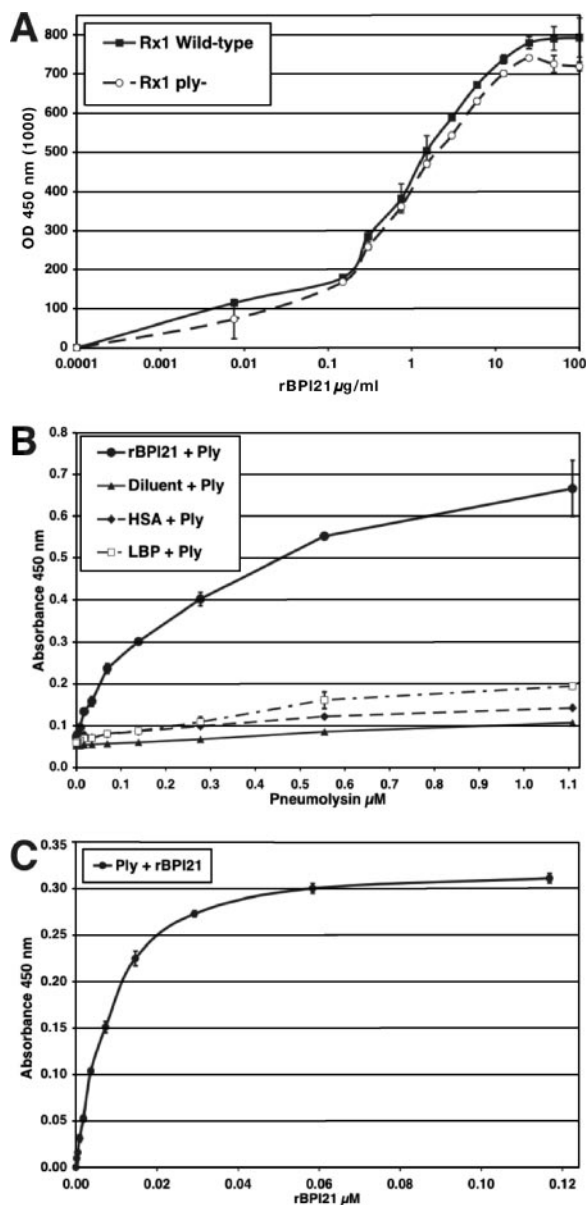 A
Rx1 Wild-type
Rx1 ply-
OD 450 nm (1000)
800
700
600
500
400
300
200
100
0
0.0001 0.001 0.01 0.1 1 10 100
rBPI21 µg/ml
B
rBPI21 + Ply
Diluent + Ply
HSA + Ply
LBP + Ply
Absorbance 450 nm
0.8
0.7
0.6
0.5
0.4
0.3
0.2
0.1
0.0
0.0 0.1 0.2 0.3 0.4 0.5 0.6 0.7 0.8 0.9 1.0 1.1
Pneumolysin µM
C
Ply + rBPI21
Absorbance 450 nm
0.35
0.30
0.25
0.20
0.15
0.10
0.05
0.00
0.00 0.02 0.04 0.06 0.08 0.10 0.12
rBPI21 µM